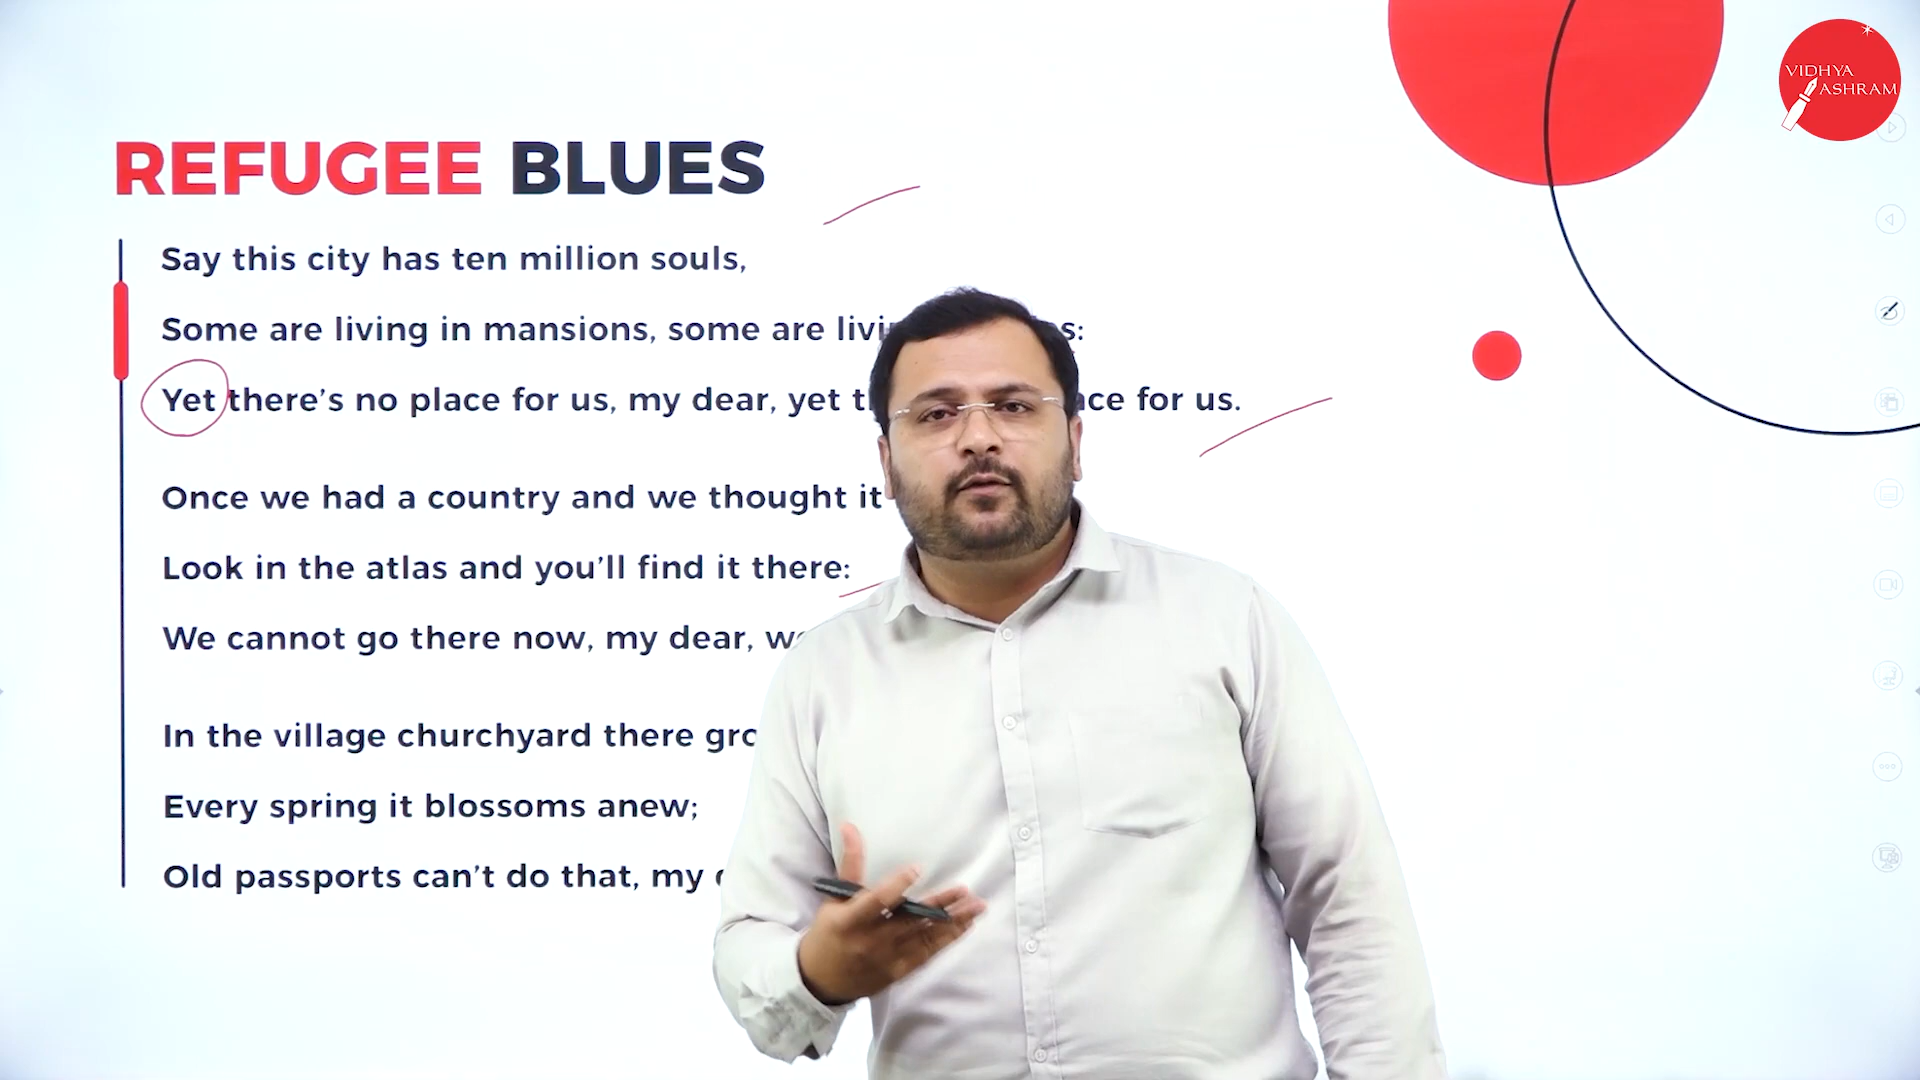 VIDHYA
ASHRAM
REFUGEE BLUES
Say this city has ten million souls,
Some are living in mansions, some are
Yet there's no place for us, my dear, yet for us.
Once we had a country and we thought it
Look in the atlas and you'll find it there:
We cannot go there now, my dear,
In the village churchyard there
Every spring it blossoms anew;
Old passports can't do that, my